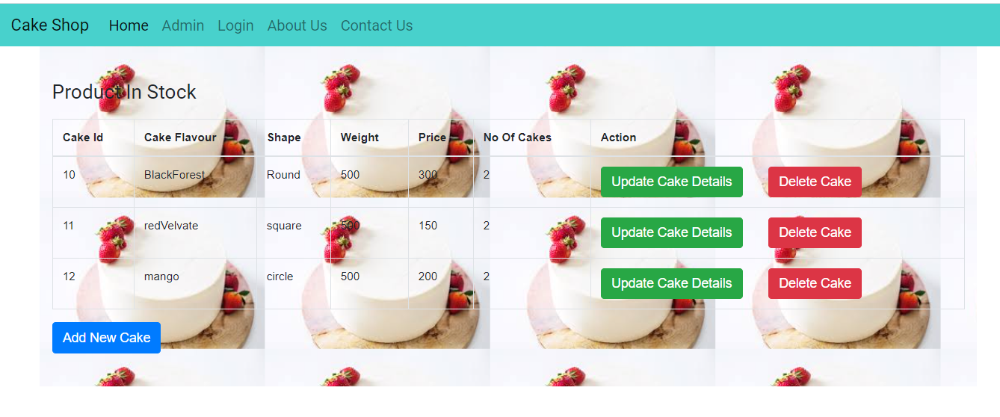 Cake Shop Home Admin Login About Us Contact Us
Product In Stock
Cake Id Cake Flavour Shape Weight Price No Of Cakes Action
10 BlackForest Round 500 300 2 Update Cake Details Delete Cake
11 redVelvate square 500 150 2 Update Cake Details Delete Cake
12 mango circle 500 200 2 Update Cake Details Delete Cake
Add New Cake